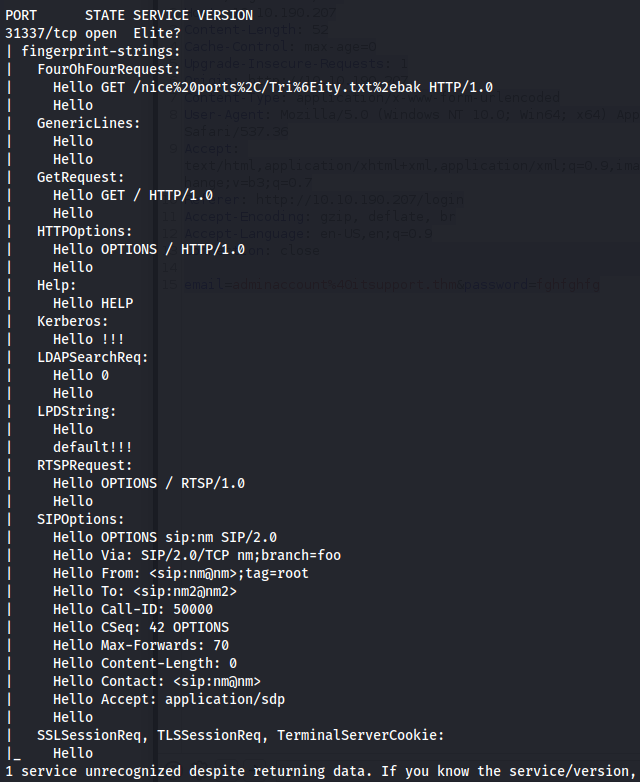 PORT      STATE SERVICE VERSION
31337/tcp open  Elite?
| fingerprint-strings:
|   FourOhFourRequest:
|     Hello GET /nice%20ports%2C/Tri%6Eity.txt%2ebak HTTP/1.0
|     Hello
|   GenericLines:
|     Hello
|     Hello
|   GetRequest:
|     Hello GET / HTTP/1.0
|     Hello
|   HTTPOptions:
|     Hello OPTIONS / HTTP/1.0
|     Hello
|   Help:
|     Hello HELP
|   Kerberos:
|     Hello !!!
|   LDAPSearchReq:
|     Hello 0
|     Hello
|   LPDString:
|     Hello
|     default!!!
|   RTSPRequest:
|     Hello OPTIONS / RTSP/1.0
|     Hello
|   SIPOptions:
|     Hello OPTIONS sip:nm SIP/2.0
|     Hello Via: SIP/2.0/TCP nm;branch=foo
|     Hello From: <sip:nm@nm>;tag=root
|     Hello To: <sip:nm2@nm2>
|     Hello Call-ID: 50000
|     Hello CSeq: 42 OPTIONS
|     Hello Max-Forwards: 70
|     Hello Content-Length: 0
|     Hello Contact: <sip:nm@nm>
|     Hello Accept: application/sdp
|     Hello
|   SSLSessionReq, TLSSessionReq, TerminalServerCookie:
|_    Hello
1 service unrecognized despite returning data. If you know the service/version,